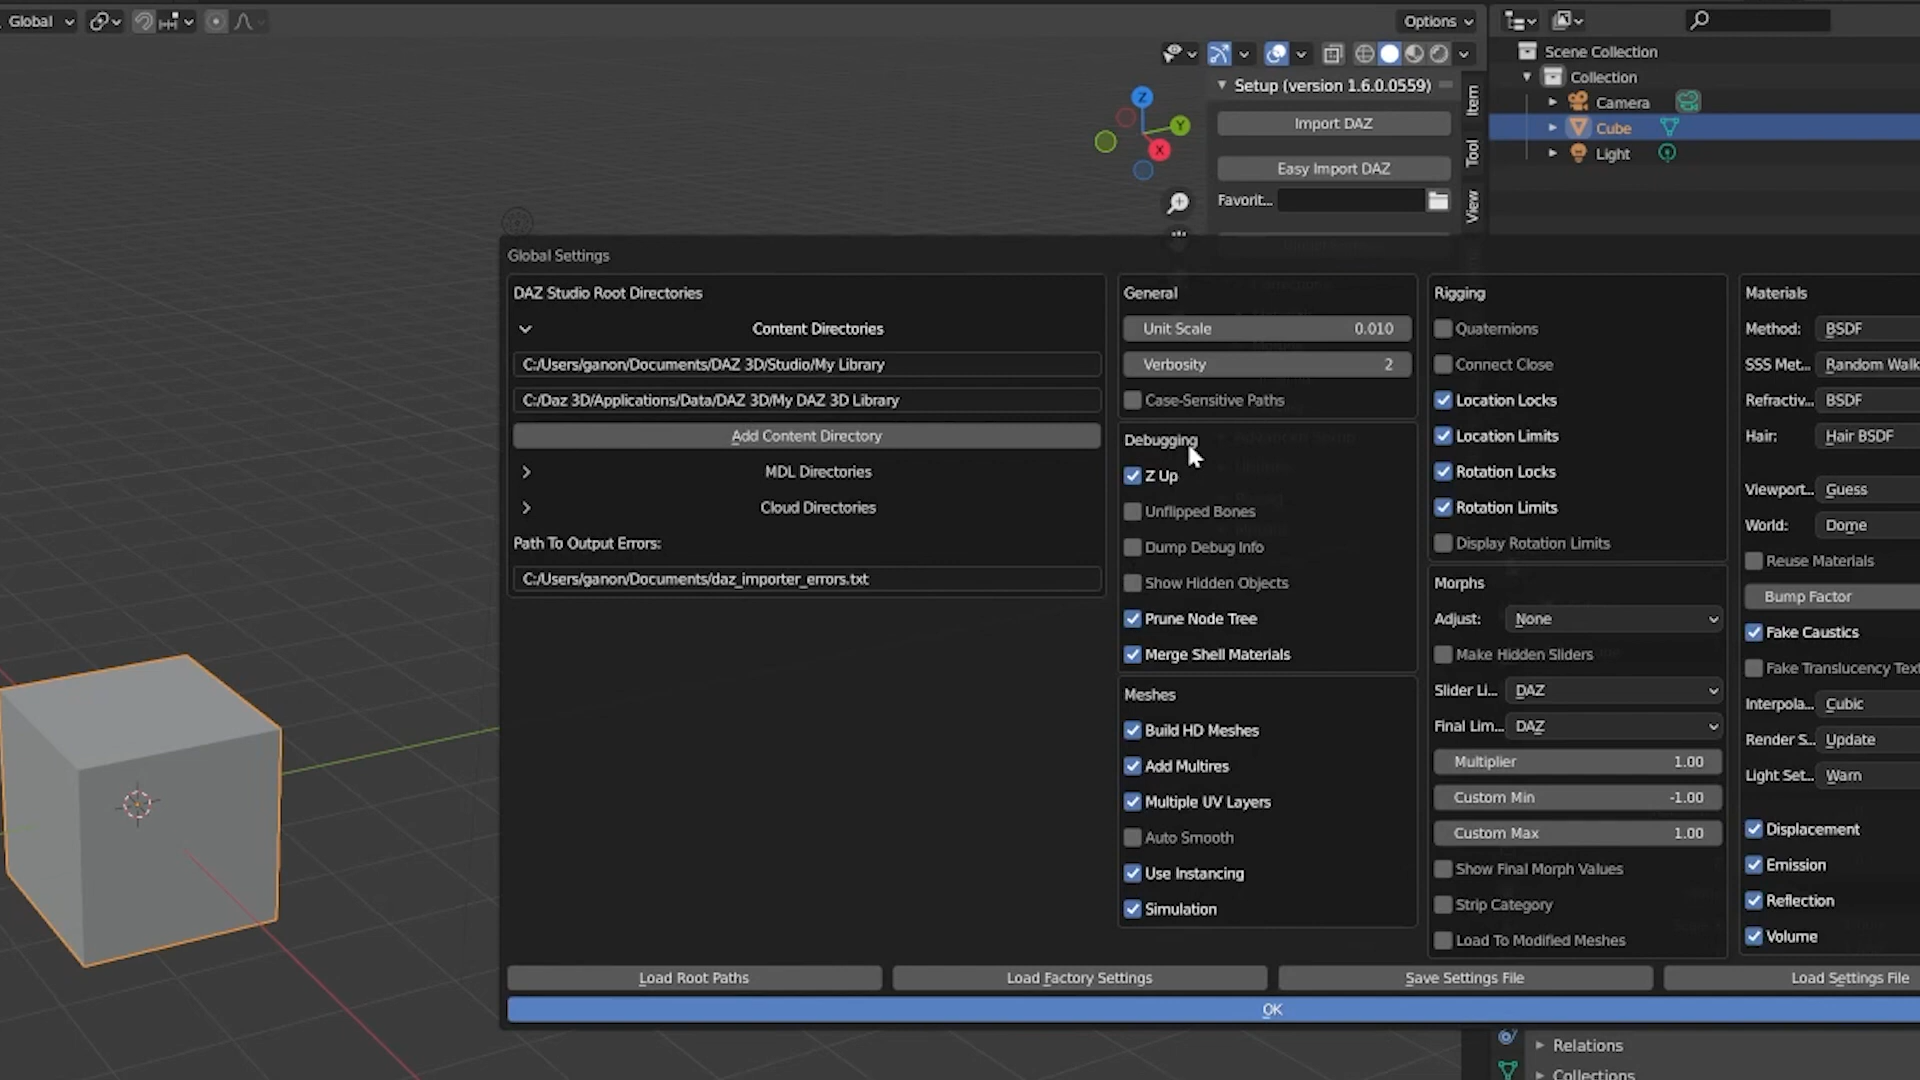 Global
Options
Scene Collection
Collection
Camera
Cube
Light
Setup (version 1.6.0.0559)
Import DAZ
Easy Import DAZ
Favorit...
Item
Tool
View
Z
Y
X
Global Settings
DAZ Studio Root Directories
Content Directories
C:/Users/ganon/Documents/DAZ 3D/Studio/My Library
C:/Daz 3D/Applications/Data/DAZ 3D/My DAZ 3D Library
Add Content Directory
MDL Directories
Cloud Directories
Path To Output Errors:
C:/Users/ganon/Documents/daz_importer_errors.txt
General
Unit Scale 0.010
Verbosity 2
Case-Sensitive Paths
Debugging
Z Up
Unflipped Bones
Dump Debug Info
Show Hidden Objects
Prune Node Tree
Merge Shell Materials
Meshes
Build HD Meshes
Add Multires
Multiple UV Layers
Auto Smooth
Use Instancing
Simulation
Rigging
Quaternions
Connect Close
Location Locks
Location Limits
Rotation Locks
Rotation Limits
Display Rotation Limits
Morphs
Adjust: None
Make Hidden Sliders
Slider Li... DAZ
Final Lim... DAZ
Multiplier 1.00
Custom Min -1.00
Custom Max 1.00
Show Final Morph Values
Strip Category
Load To Modified Meshes
Materials
Method: BSDF
SSS Met... Random Walk
Refractiv... BSDF
Hair: Hair BSDF
Viewport... Guess
World: Dome
Reuse Materials
Bump Factor
Fake Caustics
Fake Translucency Text
Interpola... Cubic
Render S... Update
Light Set... Warn
Displacement
Emission
Reflection
Volume
Load Root Paths
Load Factory Settings
Save Settings File
Load Settings File
OK
Relations
Collections